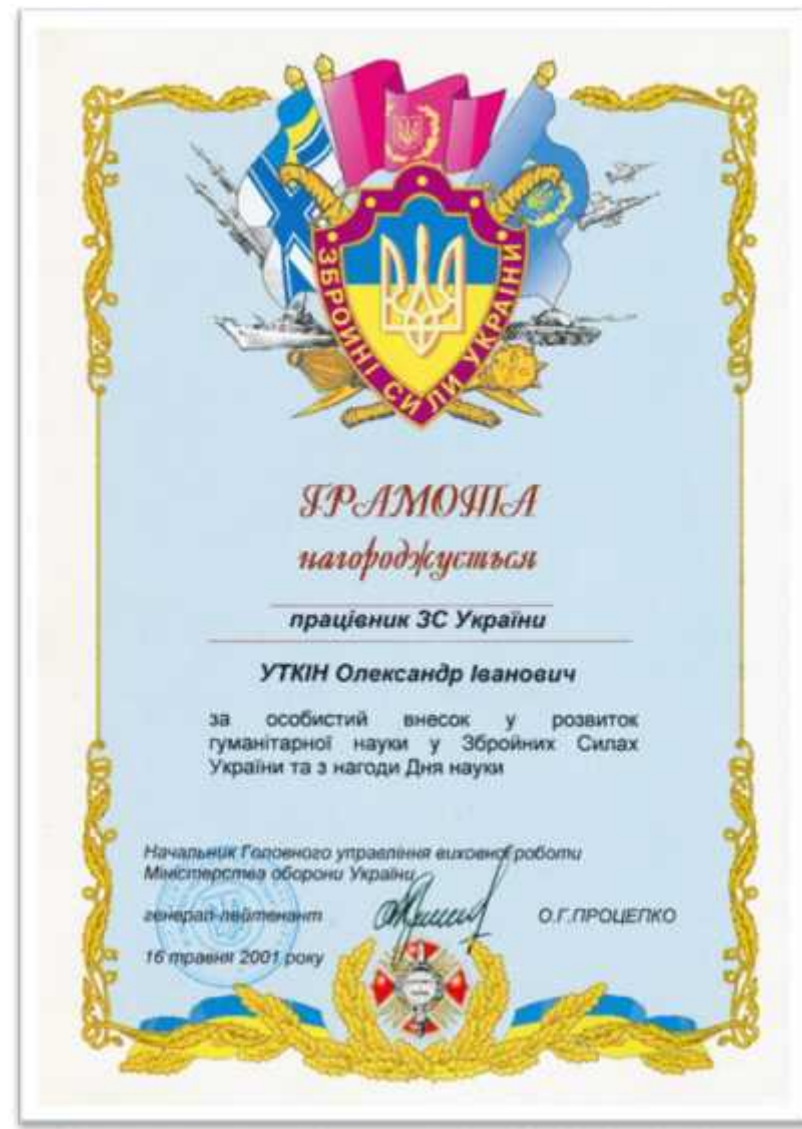 ЗБРОЙНІ СИЛИ УКРАЇНИ
ГРАМОТА
нагороджується
працівник ЗС України
УТКІН Олександр Іванович
за особистий внесок у розвиток
гуманітарної науки у Збройних Силах
України та з нагоди Дня науки
Начальник Головного управління виховної роботи
Міністерства оборони України
генерал-лейтенант О.Г.ПРОЦЕПКО
16 травня 2001 року